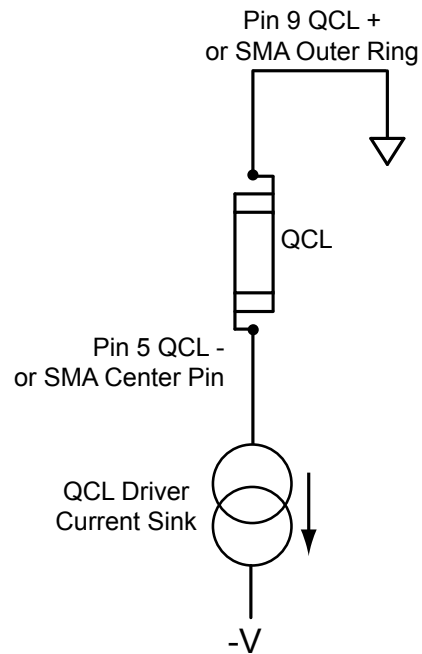 Pin 9 QCL +
or SMA Outer Ring
QCL
Pin 5 QCL -
or SMA Center Pin
QCL Driver
Current Sink
-V